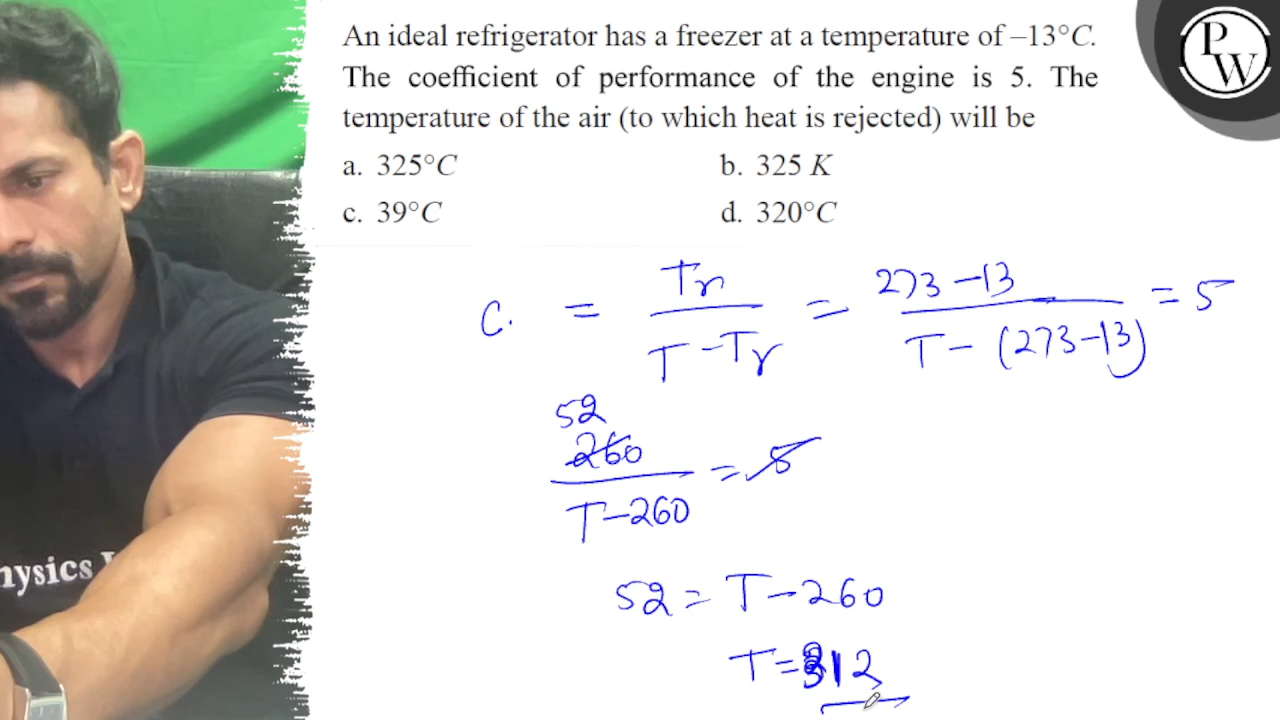 An ideal refrigerator has a freezer at a temperature of –13°C.
The coefficient of performance of the engine is 5. The
temperature of the air (to which heat is rejected) will be
a. 325°C b. 325 K
c. 39°C d. 320°C
PW
C. = Tr / (T - Tr) = (273 - 13) / (T - (273 - 13)) = 5
52
260 / (T - 260) = 5
52 = T - 260
T = 312
hysics